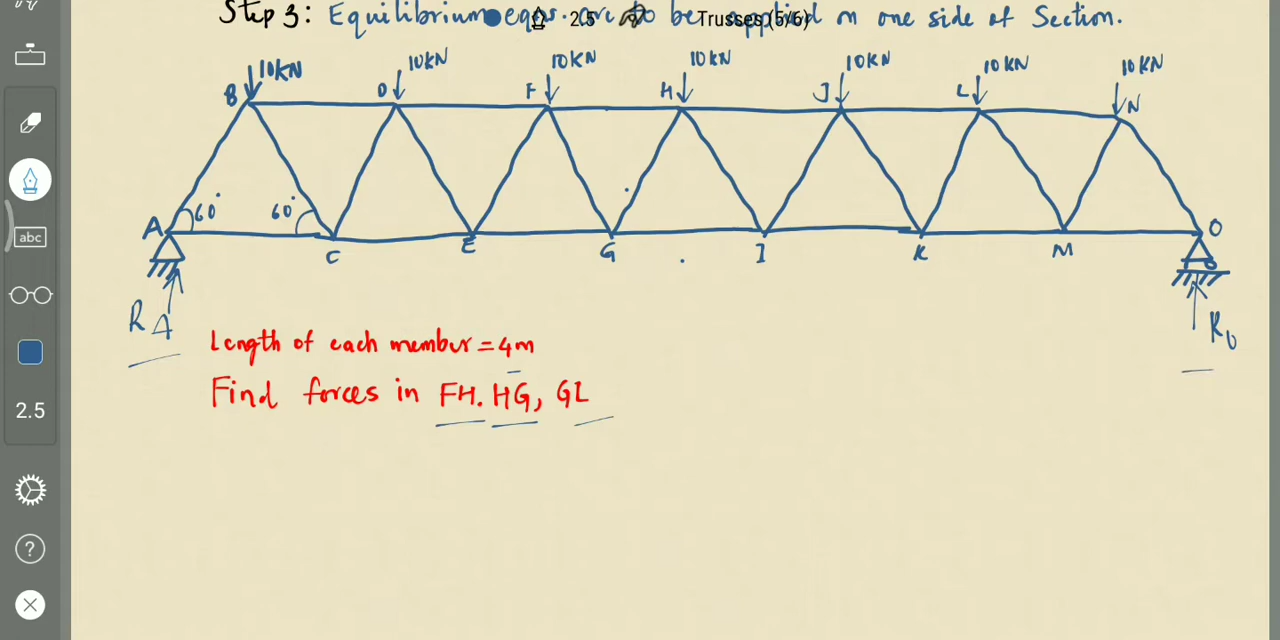 Step 3: Equilibrium eqns. are to be applied on one side of Section.
2.5 Trusses (5/6)
10KN 10KN 10KN 10KN 10KN 10KN 10KN
B D F H J L N
abc
A 60° 60° C E G I K M O
RA RO
Length of each member = 4m
2.5
Find forces in FH. HG, GI
?